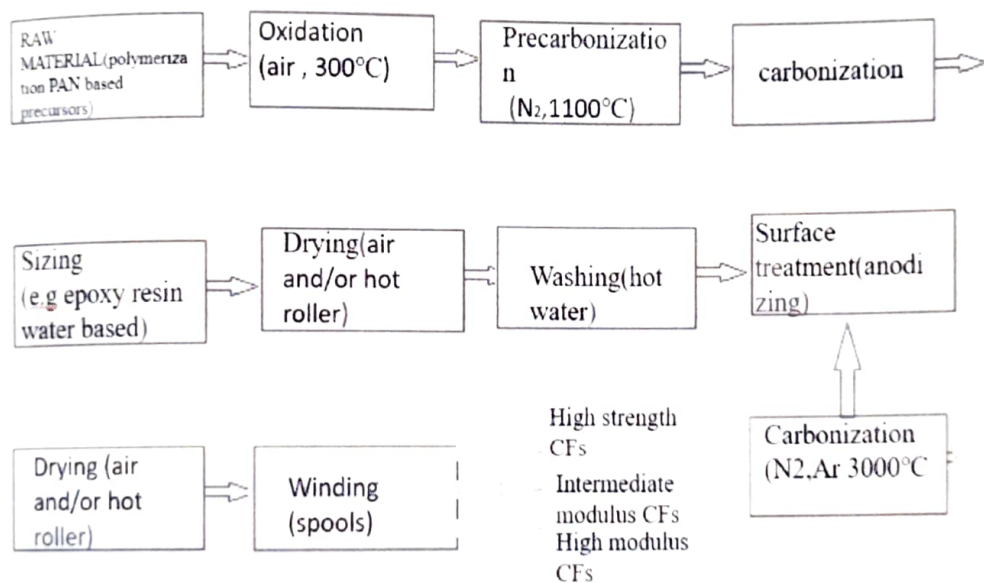 RAW
MATERIAL(polymeriza
tion PAN based
precursors)
Oxidation
(air , 300°C)
Precarbonizatio
n
(N₂,1100°C)
carbonization
Sizing
(e.g epoxy resin
water based)
Drying(air
and/or hot
roller)
Washing(hot
water)
Surface
treatment(anodi
zing)
Drying (air
and/or hot
roller)
Winding
(spools)
High strength
CFs
Intermediate
modulus CFs
High modulus
CFs
Carbonization
(N2,Ar 3000°C